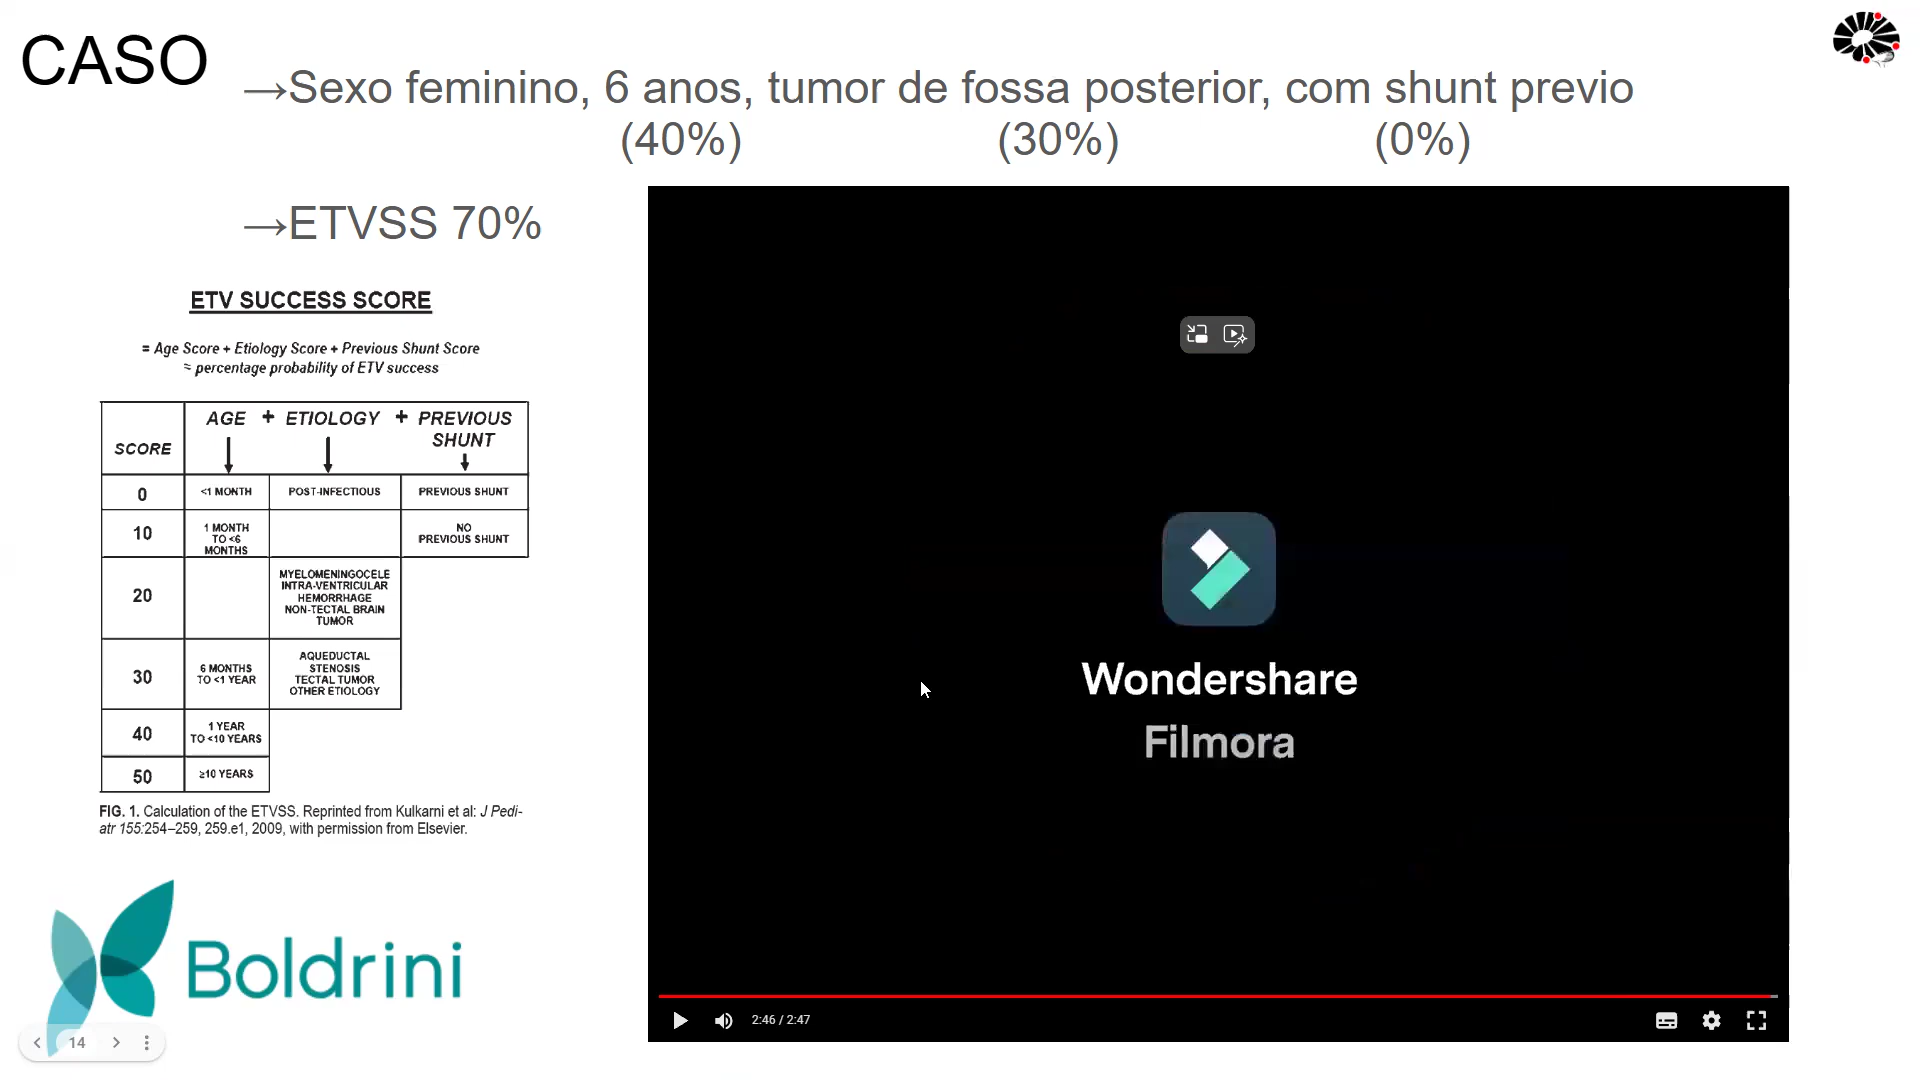 CASO
→Sexo feminino, 6 anos, tumor de fossa posterior, com shunt previo
(40%) (30%) (0%)
→ETVSS 70%
ETV SUCCESS SCORE
= Age Score + Etiology Score + Previous Shunt Score
≈ percentage probability of ETV success
SCORE
AGE + ETIOLOGY + PREVIOUS
SHUNT
0
<1 MONTH
POST-INFECTIOUS
PREVIOUS SHUNT
10
1 MONTH
TO <6
MONTHS
NO
PREVIOUS SHUNT
20
MYELOMENINGOCELE
INTRA-VENTRICULAR
HEMORRHAGE
NON-TECTAL BRAIN
TUMOR
30
6 MONTHS
TO <1 YEAR
AQUEDUCTAL
STENOSIS
TECTAL TUMOR
OTHER ETIOLOGY
40
1 YEAR
TO <10 YEARS
50
≥10 YEARS
FIG. 1. Calculation of the ETVSS. Reprinted from Kulkarni et al: J Pedi-
atr 155:254–259, 259.e1, 2009, with permission from Elsevier.
Boldrini
14
Wondershare
Filmora
2:46 / 2:47